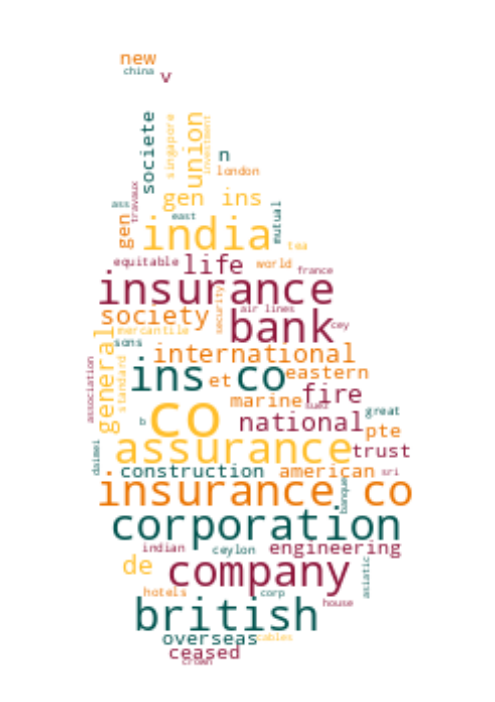 new
china
v
societe
singapore
union
investment
n
london
gen ins
ass
travaux
east
mutual
gen
india
tea
equitable
life
world
france
insurance
security
air lines
society
bank
cey
mercantile
general
sons
international
association
standard
ins co
et
eastern
fire
marine
suez
great
b
co
national
pte
assurance
trust
daimei
construction
american
sri
banque
insurance co
corporation
indian
ceylon
engineering
de
company
asiatic
hotels
corp
house
british
overseas
cables
ceased
crown